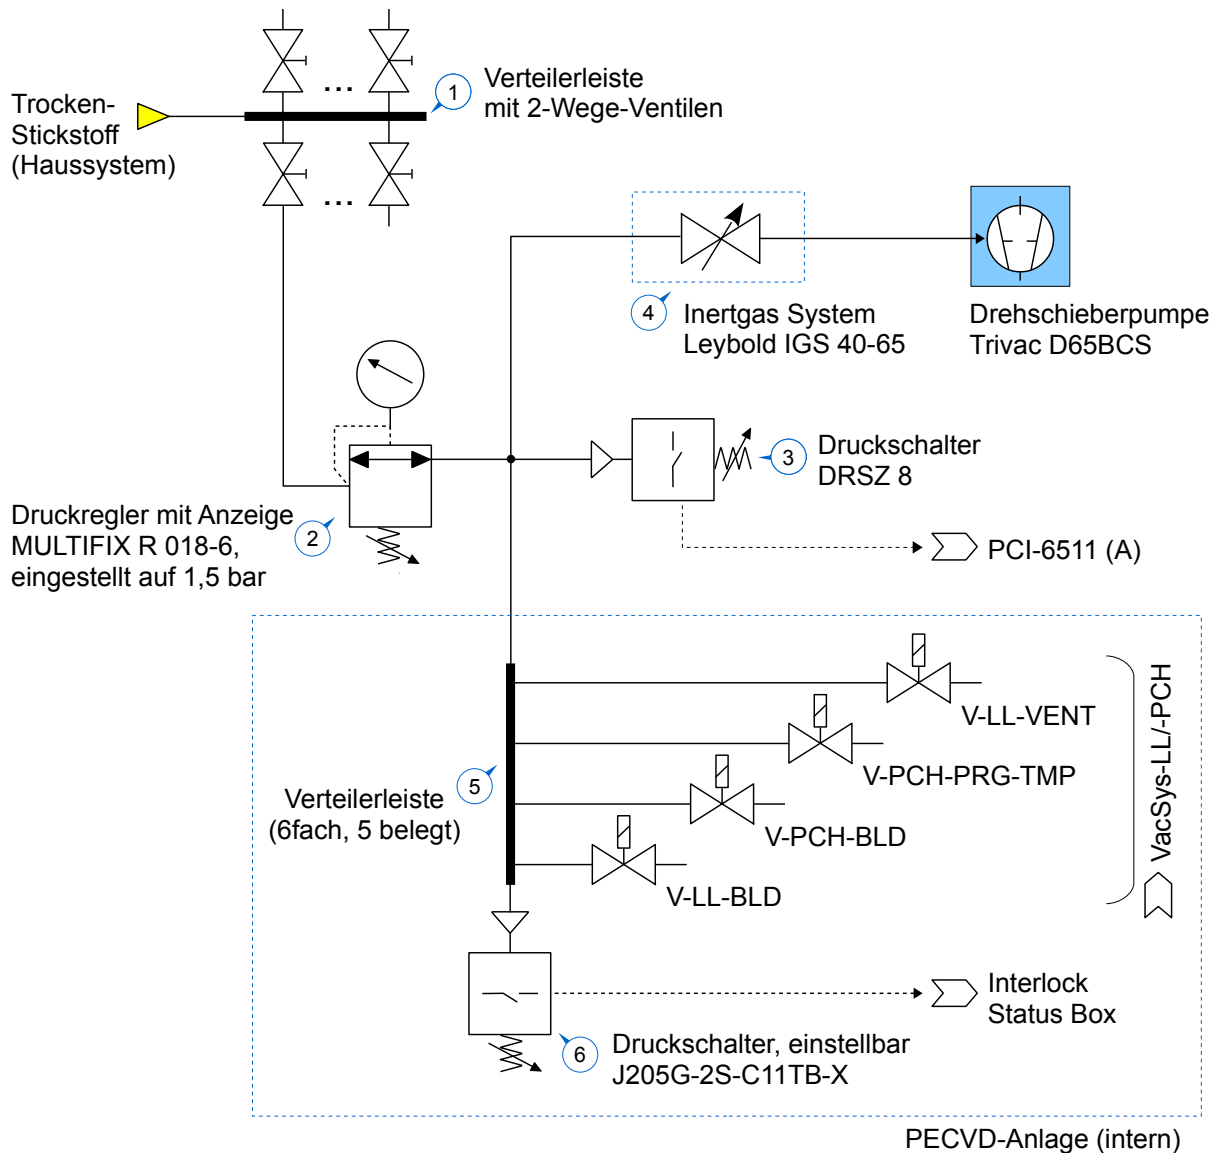 Trocken-
Stickstoff
(Haussystem)
...
...
1
Verteilerleiste
mit 2-Wege-Ventilen
4
Inertgas System
Leybold IGS 40-65
Drehschieberpumpe
Trivac D65BCS
3
Druckschalter
DRSZ 8
Druckregler mit Anzeige
MULTIFIX R 018-6,
eingestellt auf 1,5 bar
2
PCI-6511 (A)
V-LL-VENT
V-PCH-PRG-TMP
V-PCH-BLD
V-LL-BLD
VacSys-LL/-PCH
5
Verteilerleiste
(6fach, 5 belegt)
Interlock
Status Box
6
Druckschalter, einstellbar
J205G-2S-C11TB-X
PECVD-Anlage (intern)